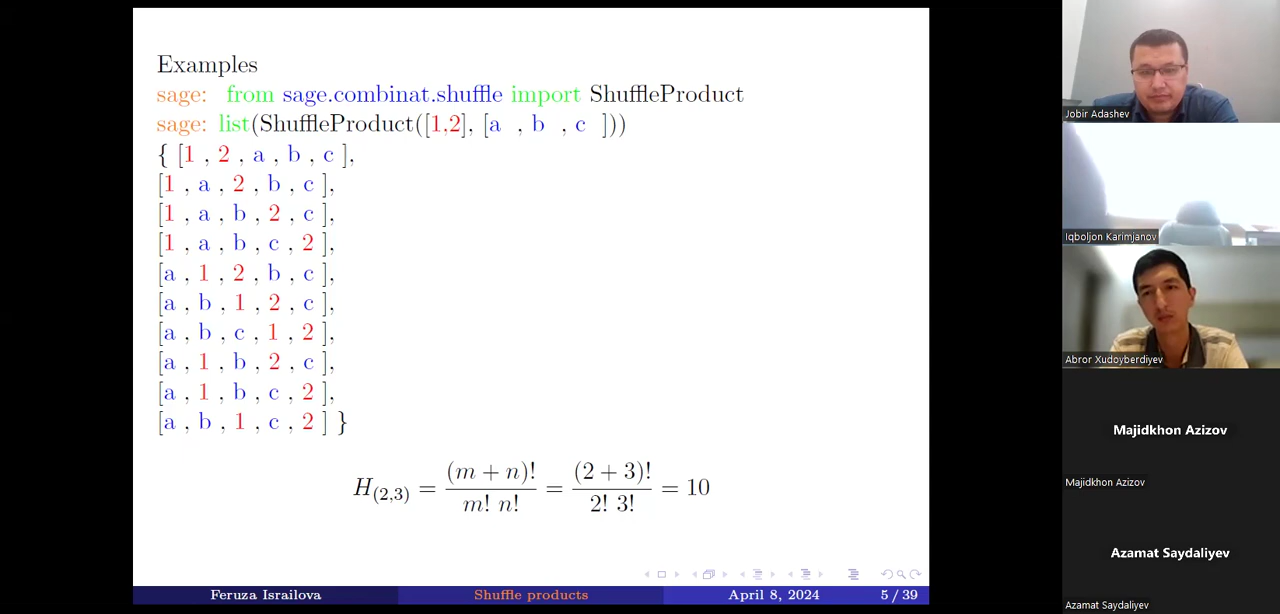 Examples
sage: from sage.combinat.shuffle import ShuffleProduct
sage: list(ShuffleProduct([1,2], [a , b , c ]))
{ [1 , 2 , a , b , c ],
[1 , a , 2 , b , c ],
[1 , a , b , 2 , c ],
[1 , a , b , c , 2 ],
[a , 1 , 2 , b , c ],
[a , b , 1 , 2 , c ],
[a , b , c , 1 , 2 ],
[a , 1 , b , 2 , c ],
[a , 1 , b , c , 2 ],
[a , b , 1 , c , 2 ] }
H_(2,3) = (m + n)! / m! n! = (2 + 3)! / 2! 3! = 10
Feruza Israilova Shuffle products April 8, 2024 5 / 39
Jobir Adashev
Iqboljon Karimjanov
Abror Xudoyberdiyev
Majidkhon Azizov
Majidkhon Azizov
Azamat Saydaliyev
Azamat Saydaliyev